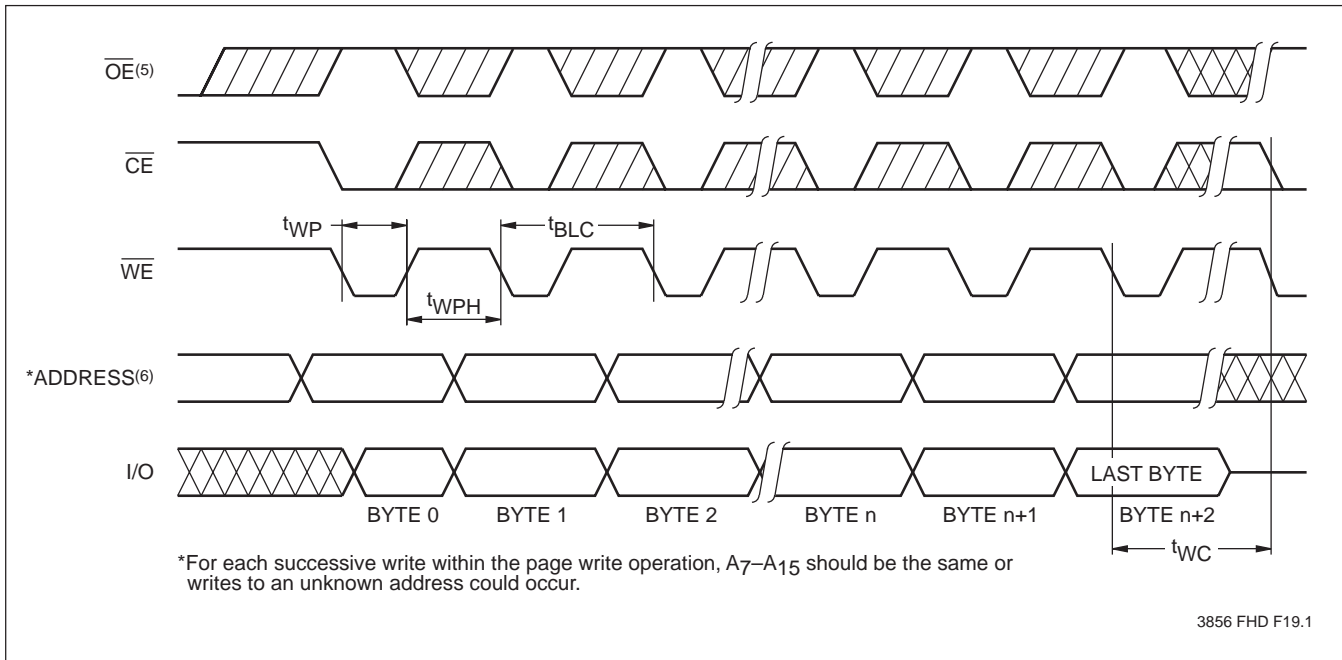 OE(5)
CE
tWP
tBLC
WE
tWPH
*ADDRESS(6)
I/O
LAST BYTE
BYTE 0 BYTE 1 BYTE 2 BYTE n BYTE n+1 BYTE n+2
tWC
*For each successive write within the page write operation, A7–A15 should be the same or
writes to an unknown address could occur.
3856 FHD F19.1